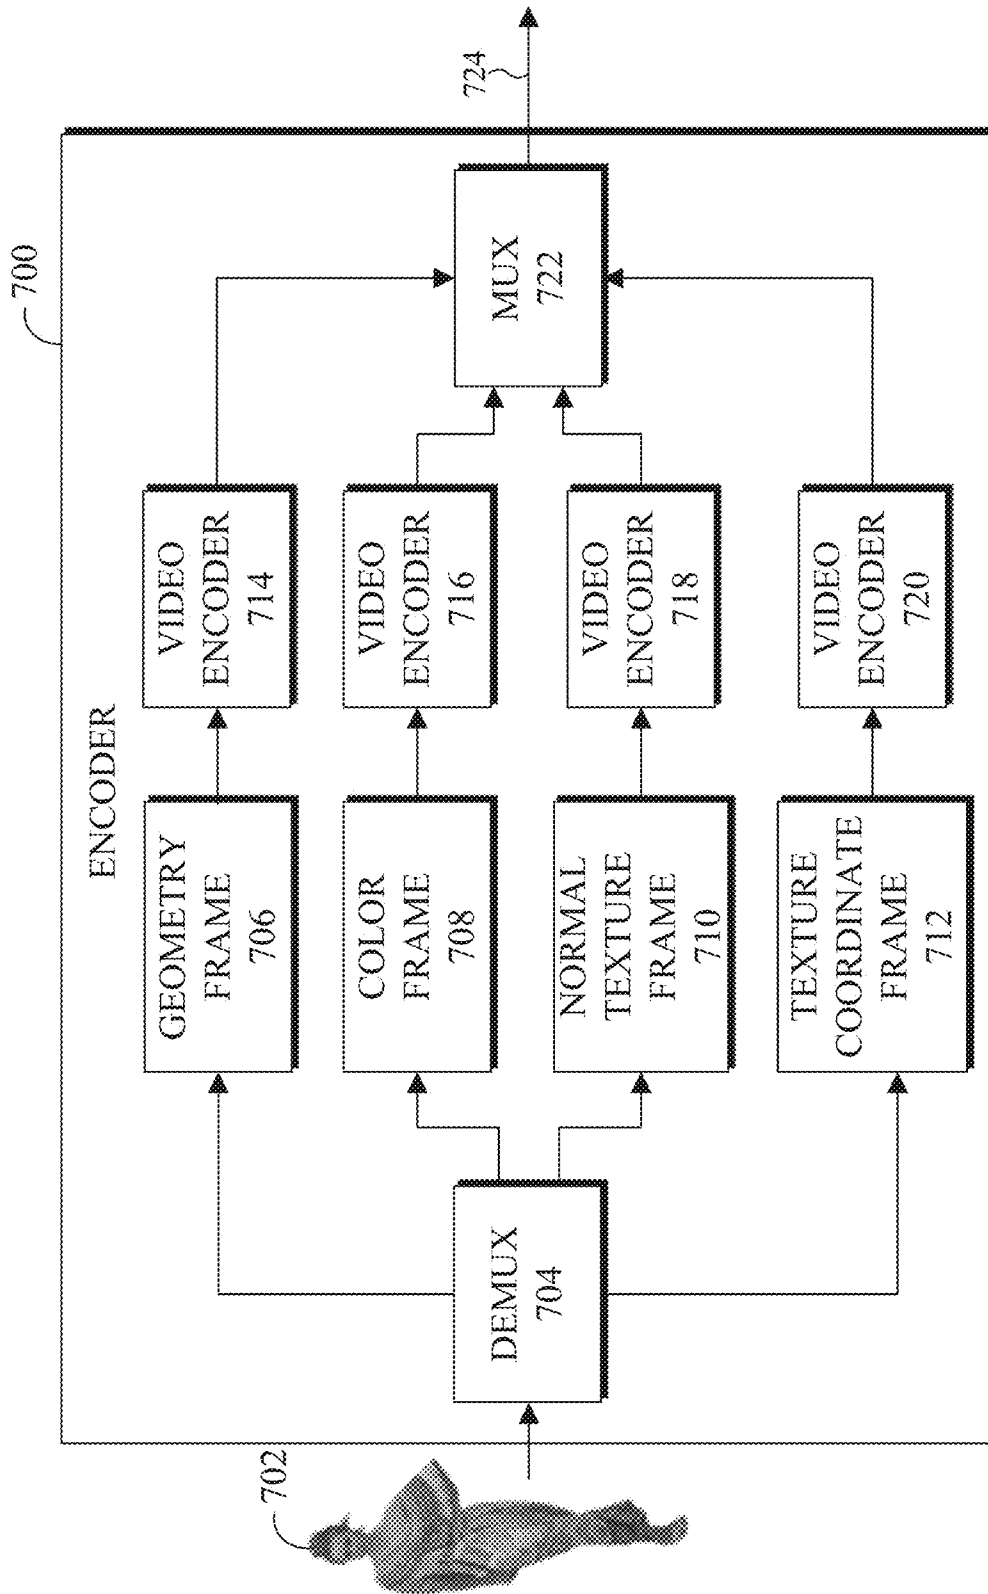 700
ENCODER
702
DEMUX
704
GEOMETRY
FRAME
706
VIDEO
ENCODER
714
COLOR
FRAME
708
VIDEO
ENCODER
716
NORMAL
TEXTURE
FRAME
710
VIDEO
ENCODER
718
TEXTURE
COORDINATE
FRAME
712
VIDEO
ENCODER
720
MUX
722
724